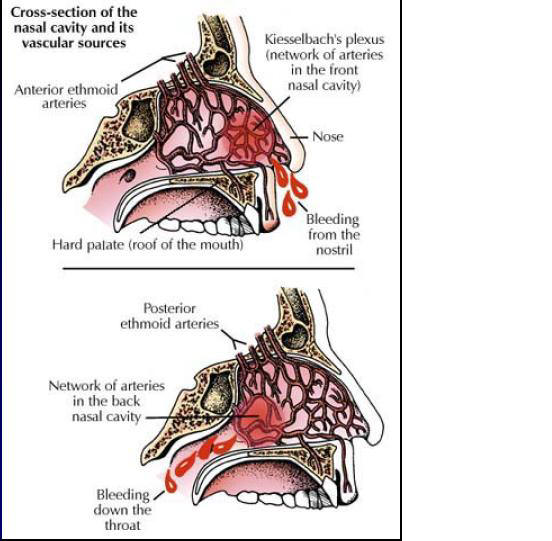 Cross-section of the
nasal cavity and its
vascular sources
Kiesselbach's plexus
(network of arteries
in the front
nasal cavity)
Anterior ethmoid
arteries
Nose
Bleeding
from the
nostril
Hard patate (roof of the mouth)
Posterior
ethmoid arteries
Network of arteries
in the back
nasal cavity
Bleeding
down the
throat